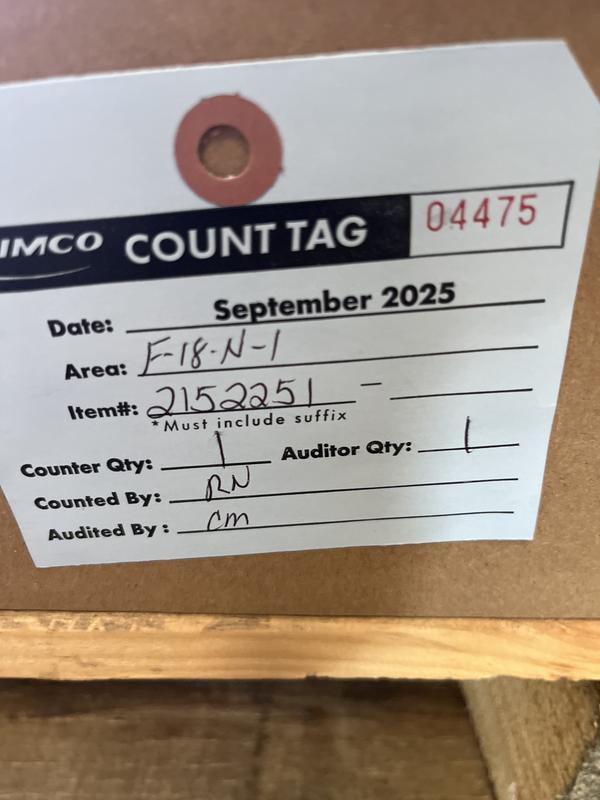 IMCO COUNT TAG 04475
Date: September 2025
Area: F-18-N-1
Item#: 2152251 -
*Must include suffix
Counter Qty: 1 Auditor Qty: 1
Counted By: RN
Audited By: CM